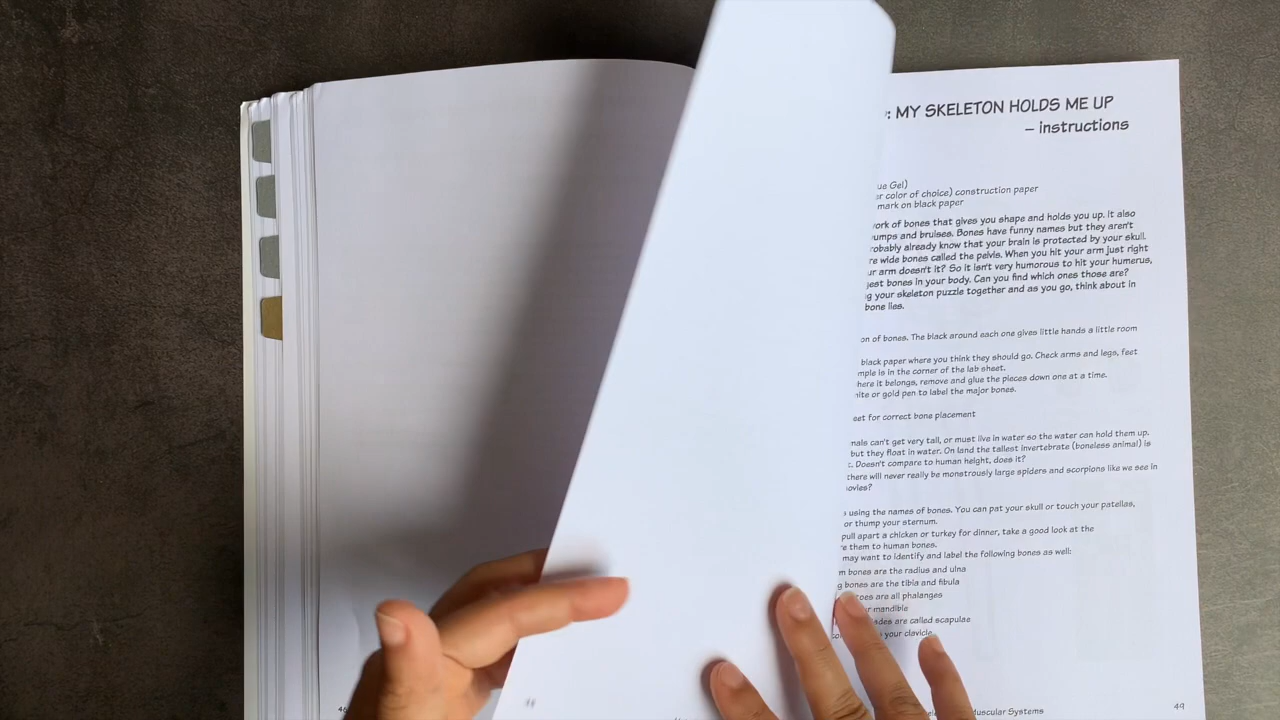 : MY SKELETON HOLDS ME UP
– instructions
ue Gel)
er color of choice) construction paper
mark on black paper
work of bones that gives you shape and holds you up. It also
umps and bruises. Bones have funny names but they aren't
robably already know that your brain is protected by your skull.
re wide bones called the pelvis. When you hit your arm just right
ur arm doesn't it? So it isn't very humorous to hit your humerus,
gest bones in your body. Can you find which ones those are?
g your skeleton puzzle together and as you go, think about in
bone lies.
on of bones. The black around each one gives little hands a little room
black paper where you think they should go. Check arms and legs, feet
mple is in the corner of the lab sheet.
here it belongs, remove and glue the pieces down one at a time.
hite or gold pen to label the major bones.
eet for correct bone placement
mals can't get very tall, or must live in water so the water can hold them up.
but they float in water. On land the tallest invertebrate (boneless animal) is
t. Doesn't compare to human height, does it?
there will never really be monstrously large spiders and scorpions like we see in
ovies?
s using the names of bones. You can pat your skull or touch your patellas,
or thump your sternum.
pull apart a chicken or turkey for dinner, take a good look at the
e them to human bones.
may want to identify and label the following bones as well:
m bones are the radius and ulna
g bones are the tibia and fibula
toes are all phalanges
r mandible
ades are called scapulae
your clavicle
uscular Systems
49